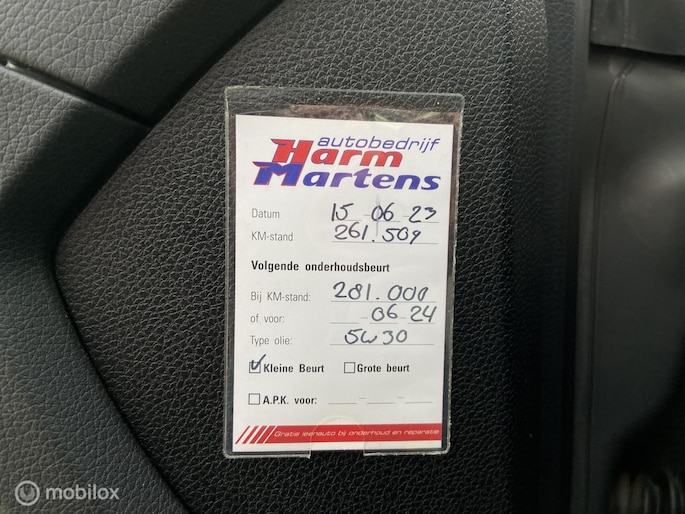 autobedrijf
Harm
Martens
Datum 15-06-23
KM-stand 261.509
Volgende onderhoudsbeurt
Bij KM-stand: 281.000
of voor: 06-24
Type olie: 5w30
Kleine Beurt Grote beurt
A.P.K. voor:
Gratis leenauto bij onderhoud en reparatie
mobilox